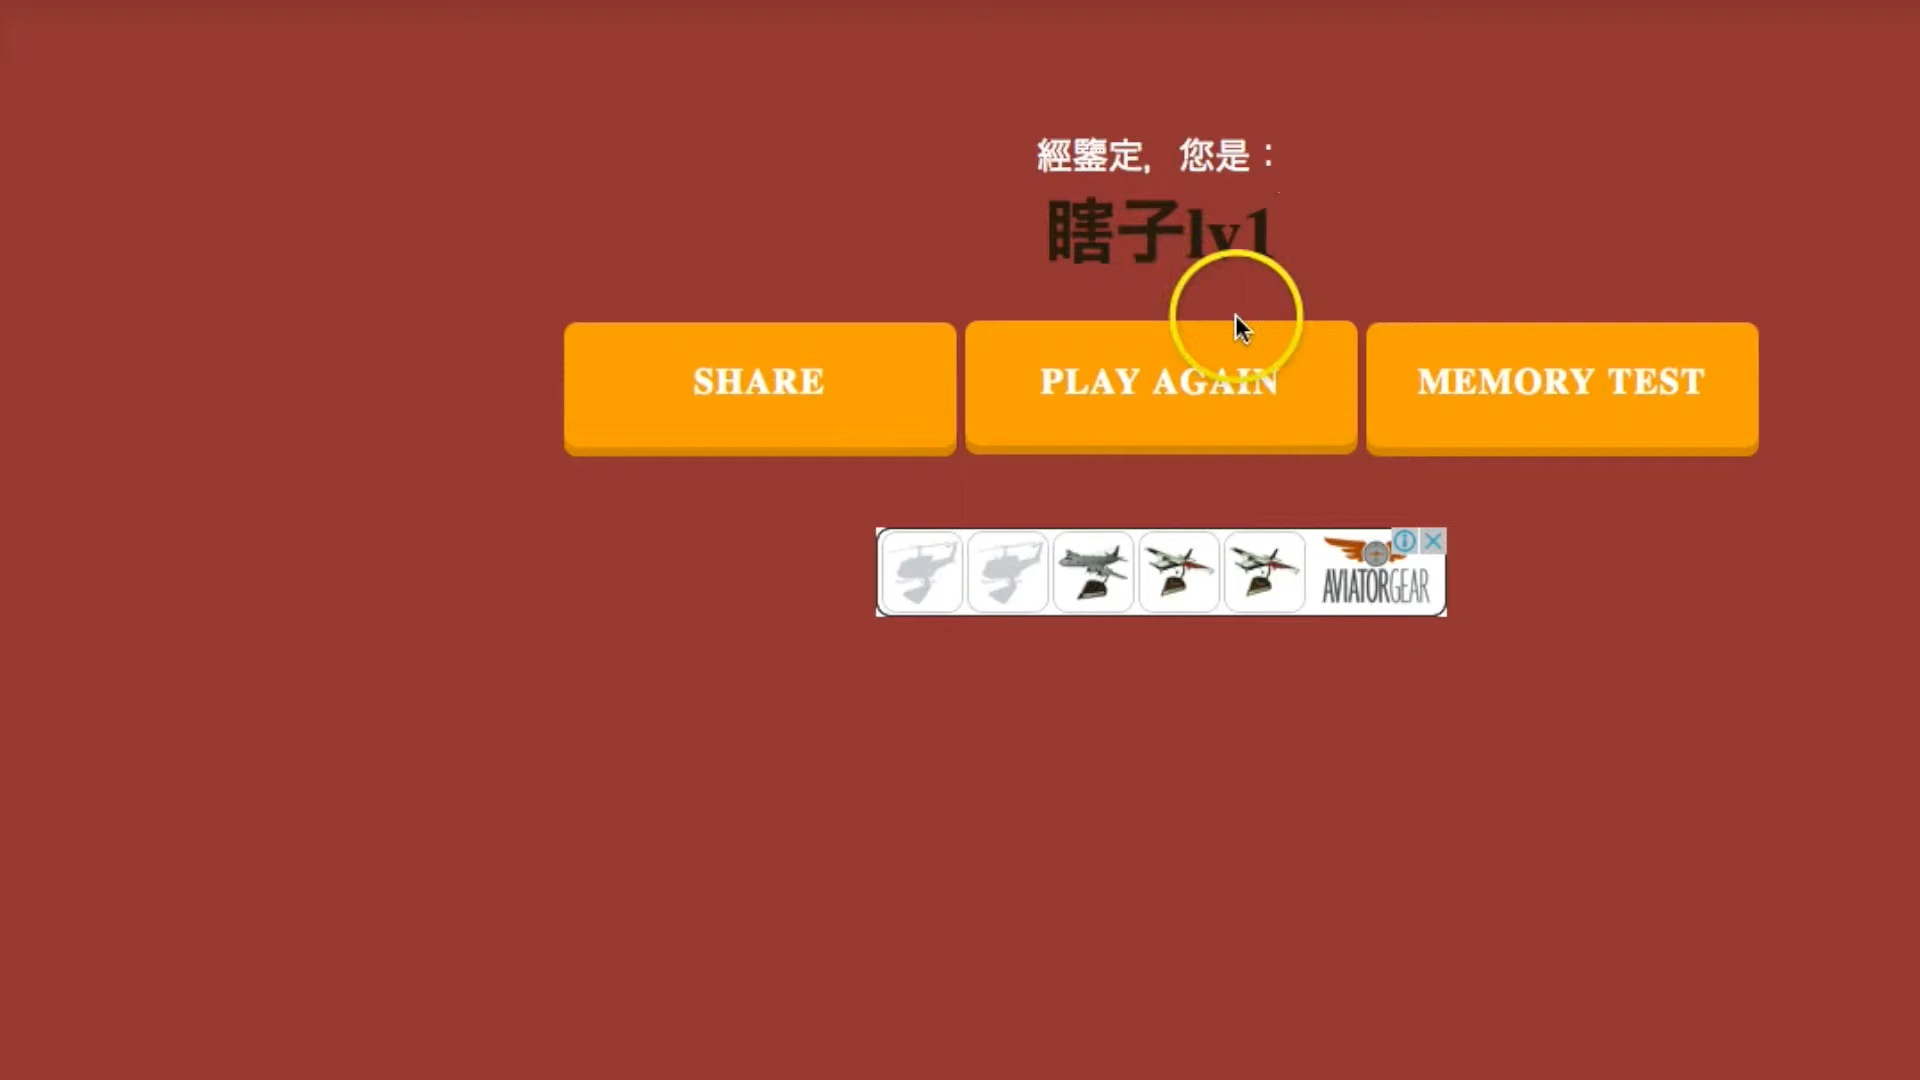 經鑒定，您是：
瞎子lv1
SHARE
PLAY AGAIN
MEMORY TEST
AVIATORGEAR